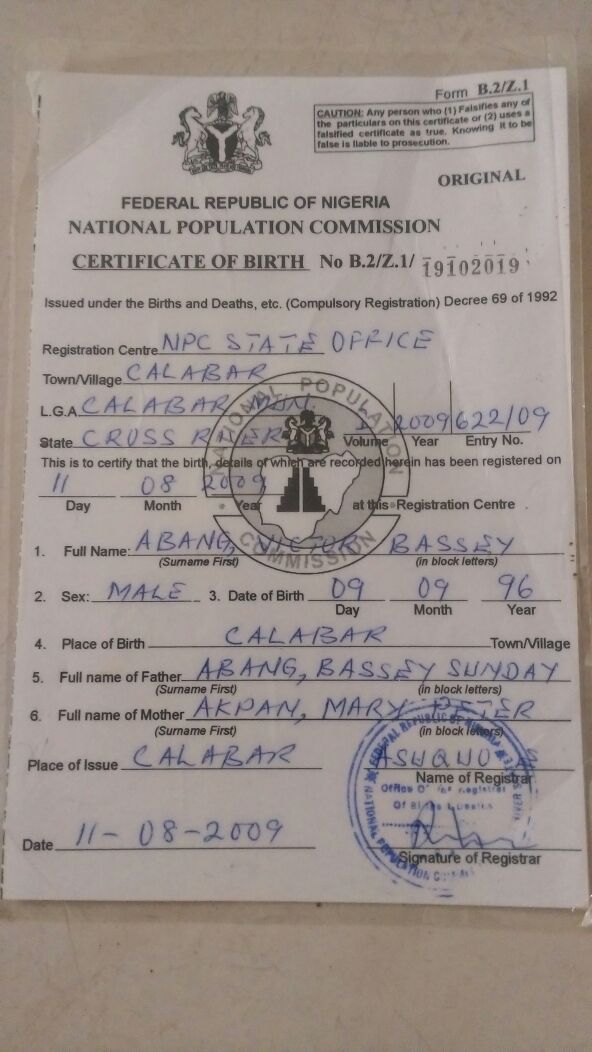 Form B.2/Z.1
CAUTION: Any person who (1) Falsifies any of
the particulars on this certificate or (2) uses a
falsified certificate as true. Knowing it to be
false is liable to prosecution.
ORIGINAL
FEDERAL REPUBLIC OF NIGERIA
NATIONAL POPULATION COMMISSION
CERTIFICATE OF BIRTH No B.2/Z.1/ 19102019
Issued under the Births and Deaths, etc. (Compulsory Registration) Decree 69 of 1992
Registration Centre NPC STATE OFFICE
Town/Village CALABAR
L.G.A CALABAR MUN.
State CROSS RIVER Volume 1 Year 2009 Entry No. 622/09
This is to certify that the birth, details of which are recorded herein has been registered on
11 08 2009
Day Month Year at this Registration Centre
NATIONAL POPULATION
COMMISSION
1. Full Name: ABANG, VICTOR BASSEY
(Surname First) (in block letters)
2. Sex: MALE 3. Date of Birth 09 09 96
Day Month Year
4. Place of Birth CALABAR Town/Village
5. Full name of Father ABANG, BASSEY SUNDAY
(Surname First) (in block letters)
6. Full name of Mother AKPAN, MARY PETER
(Surname First) (in block letters)
Place of Issue CALABAR ASUQUO
Name of Registrar
FEDERAL REPUBLIC OF NIGERIA
Office Of the Registrar
Of Births & Deaths
NATIONAL POPULATION
Date 11-08-2009
Signature of Registrar